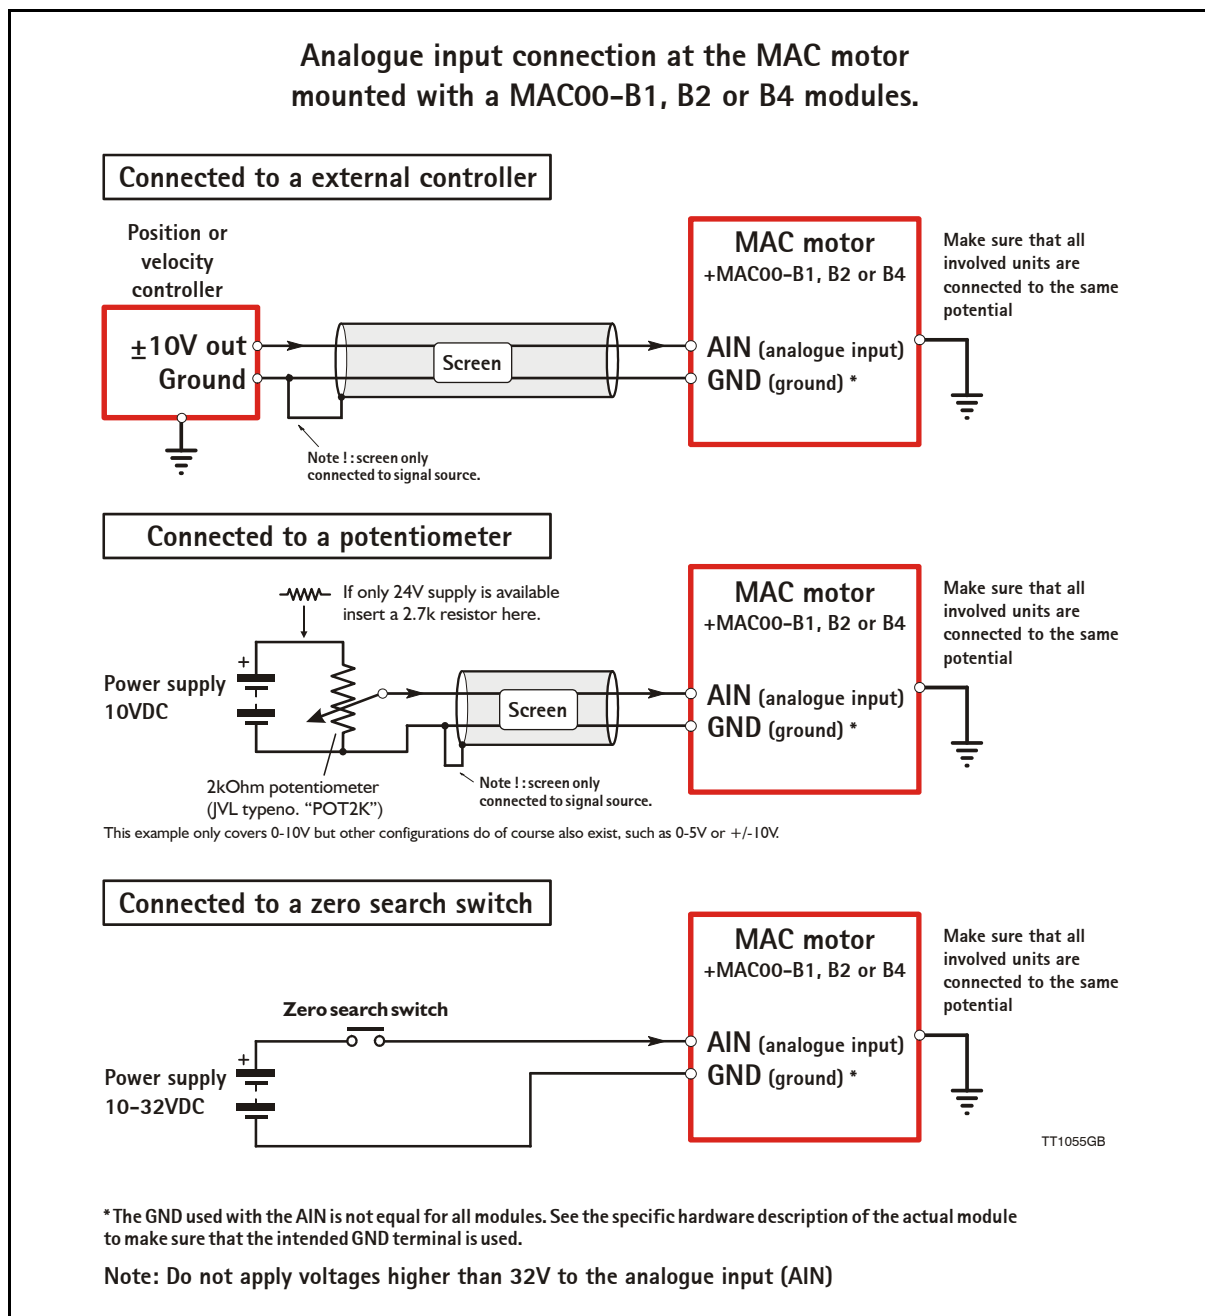 Analogue input connection at the MAC motor
mounted with a MAC00-B1, B2 or B4 modules.
Connected to a external controller
Position or
velocity
controller
±10V out
Ground
Screen
Note ! : screen only
connected to signal source.
MAC motor
+MAC00-B1, B2 or B4
AIN (analogue input)
GND (ground) *
Make sure that all
involved units are
connected to the same
potential
Connected to a potentiometer
If only 24V supply is available
insert a 2.7k resistor here.
+
Power supply
10VDC
Screen
2kOhm potentiometer
(JVL typeno. “POT2K”)
Note ! : screen only
connected to signal source.
MAC motor
+MAC00-B1, B2 or B4
AIN (analogue input)
GND (ground) *
Make sure that all
involved units are
connected to the same
potential
This example only covers 0-10V but other configurations do of course also exist, such as 0-5V or +/-10V.
Connected to a zero search switch
Zero search switch
+
Power supply
10-32VDC
MAC motor
+MAC00-B1, B2 or B4
AIN (analogue input)
GND (ground) *
Make sure that all
involved units are
connected to the same
potential
TT1055GB
* The GND used with the AIN is not equal for all modules. See the specific hardware description of the actual module
to make sure that the intended GND terminal is used.
Note: Do not apply voltages higher than 32V to the analogue input (AIN)